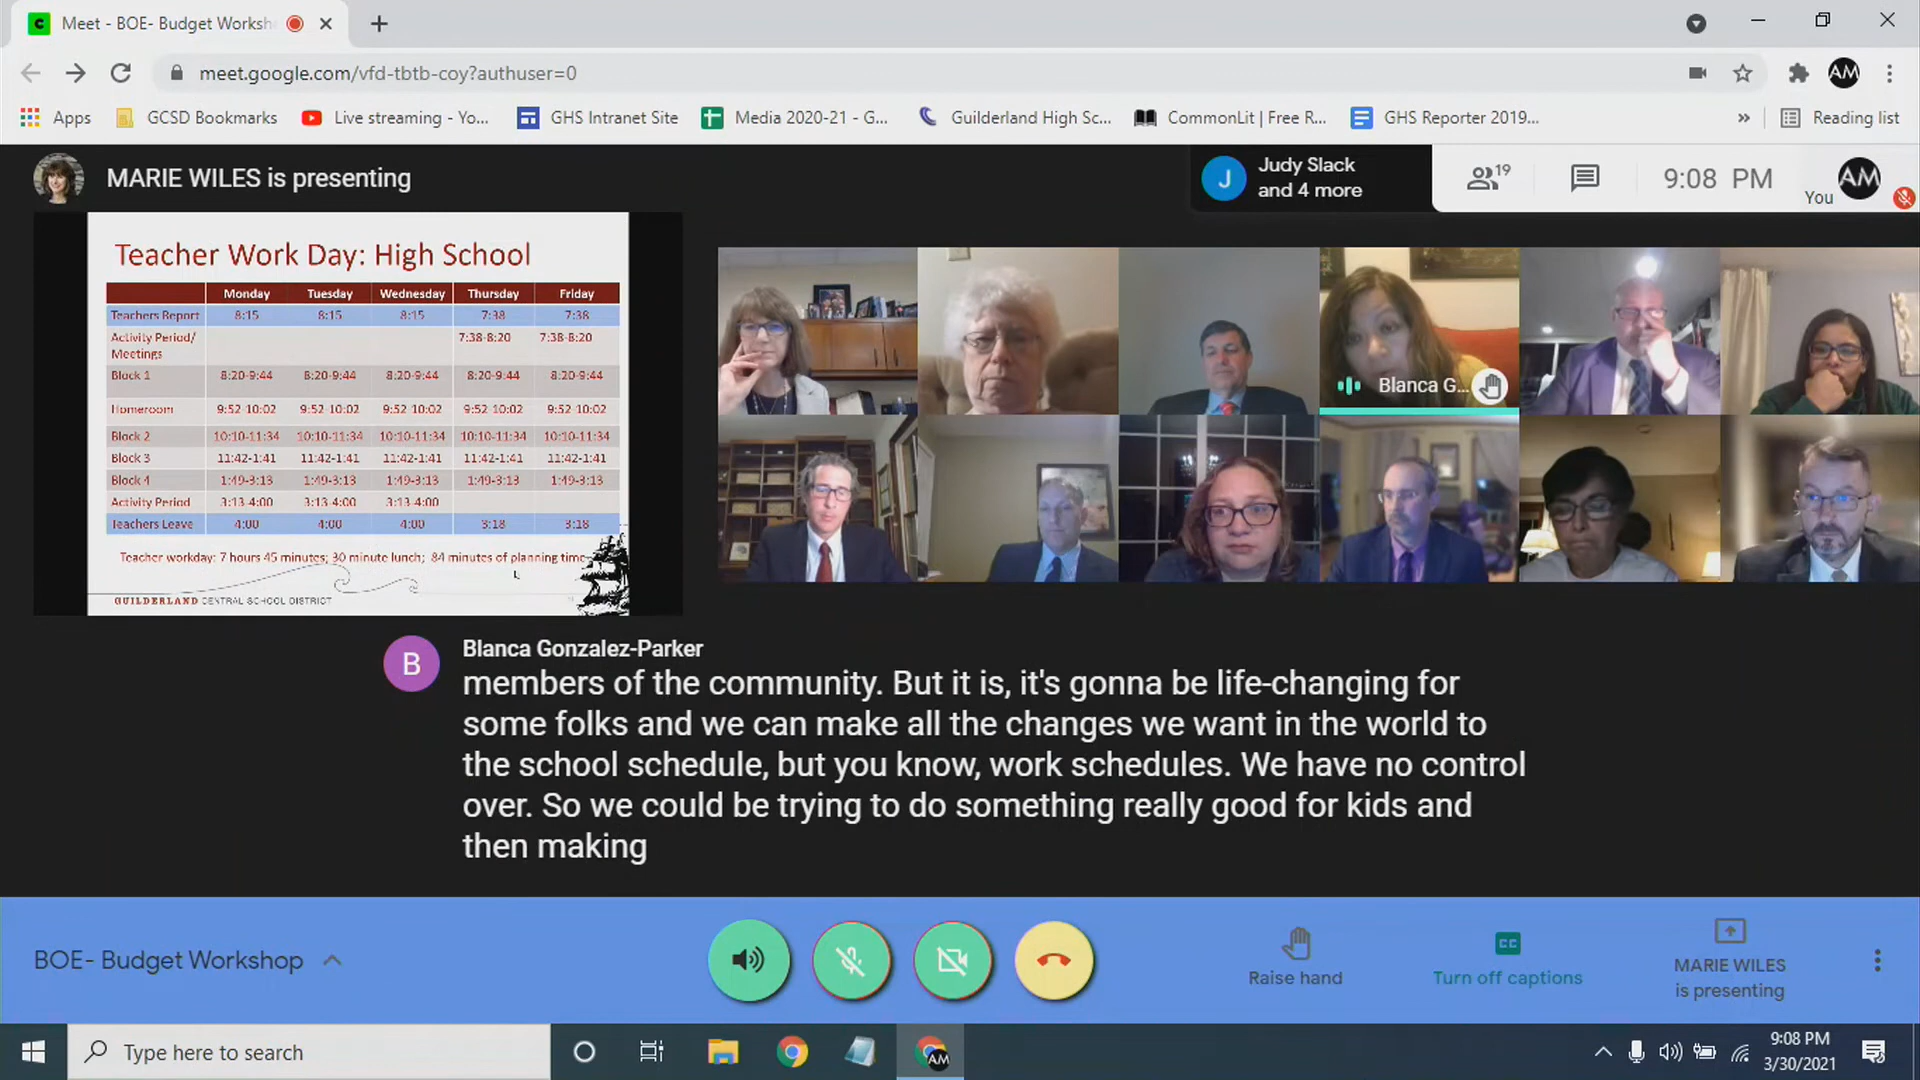 Meet - BOE- Budget Worksh
meet.google.com/vfd-tbtb-coy?authuser=0
AM
Apps
GCSD Bookmarks
Live streaming - Yo...
GHS Intranet Site
Media 2020-21 - G...
Guilderland High Sc...
CommonLit | Free R...
GHS Reporter 2019...
»
Reading list
MARIE WILES is presenting
J
Judy Slack
and 4 more
19
9:08 PM
You
AM
Teacher Work Day: High School
Monday Tuesday Wednesday Thursday Friday
Teachers Report 8:15 8:15 8:15 7:38 7:38
Activity Period/ 7:38-8:20 7:38-8:20
Meetings
Block 1 8:20-9:44 8:20-9:44 8:20-9:44 8:20-9:44 8:20-9:44
Homeroom 9:52-10:02 9:52-10:02 9:52-10:02 9:52-10:02 9:52-10:02
Block 2 10:10-11:34 10:10-11:34 10:10-11:34 10:10-11:34 10:10-11:34
Block 3 11:42-1:41 11:42-1:41 11:42-1:41 11:42-1:41 11:42-1:41
Block 4 1:49-3:13 1:49-3:13 1:49-3:13 1:49-3:13 1:49-3:13
Activity Period 3:13-4:00 3:13-4:00 3:13-4:00
Teachers Leave 4:00 4:00 4:00 3:18 3:18
Teacher workday: 7 hours 45 minutes; 30 minute lunch; 84 minutes of planning time
GUILDERLAND CENTRAL SCHOOL DISTRICT
Blanca G...
B
Blanca Gonzalez-Parker
members of the community. But it is, it's gonna be life-changing for
some folks and we can make all the changes we want in the world to
the school schedule, but you know, work schedules. We have no control
over. So we could be trying to do something really good for kids and
then making
BOE- Budget Workshop
Raise hand
CC
Turn off captions
MARIE WILES
is presenting
Type here to search
AM
9:08 PM
3/30/2021